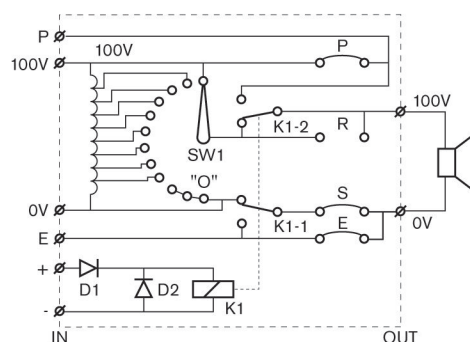 P
100V
P
100V
100V
K1-2
R
SW1
"O"
S
0V
0V
K1-1
E
E
+
D1
D2
K1
-
IN
OUT